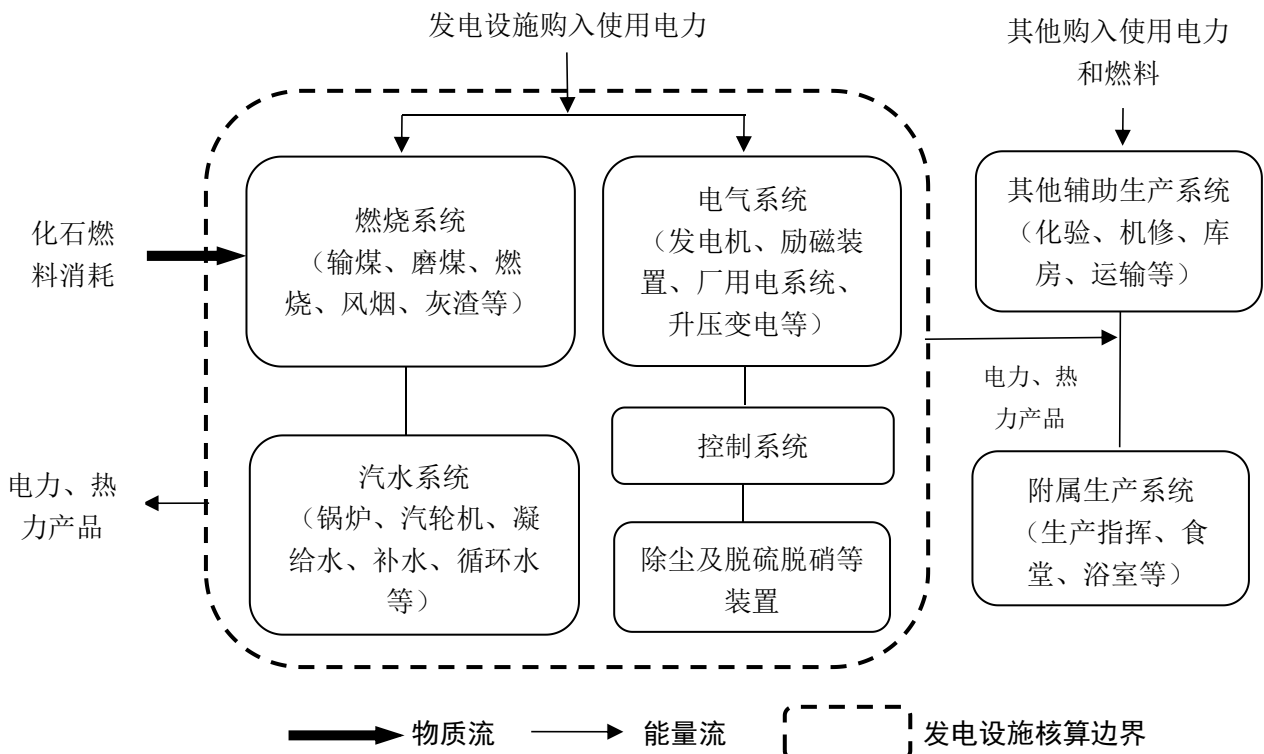 发电设施购入使用电力
其他购入使用电力
和燃料
化石燃
料消耗
燃烧系统
（输煤、磨煤、燃
烧、风烟、灰渣等）
电气系统
（发电机、励磁装
置、厂用电系统、
升压变电等）
其他辅助生产系统
（化验、机修、库
房、运输等）
电力、热
力产品
控制系统
电力、热
力产品
汽水系统
（锅炉、汽轮机、凝
给水、补水、循环水
等）
除尘及脱硫脱硝等
装置
附属生产系统
（生产指挥、食
堂、浴室等）
物质流
能量流
发电设施核算边界